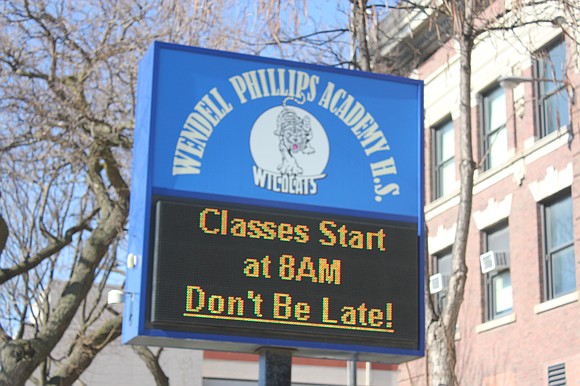 WENDELL PHILLIPS ACADEMY H.S.
WILDCATS
Classes Start
at 8AM
Don't Be Late!